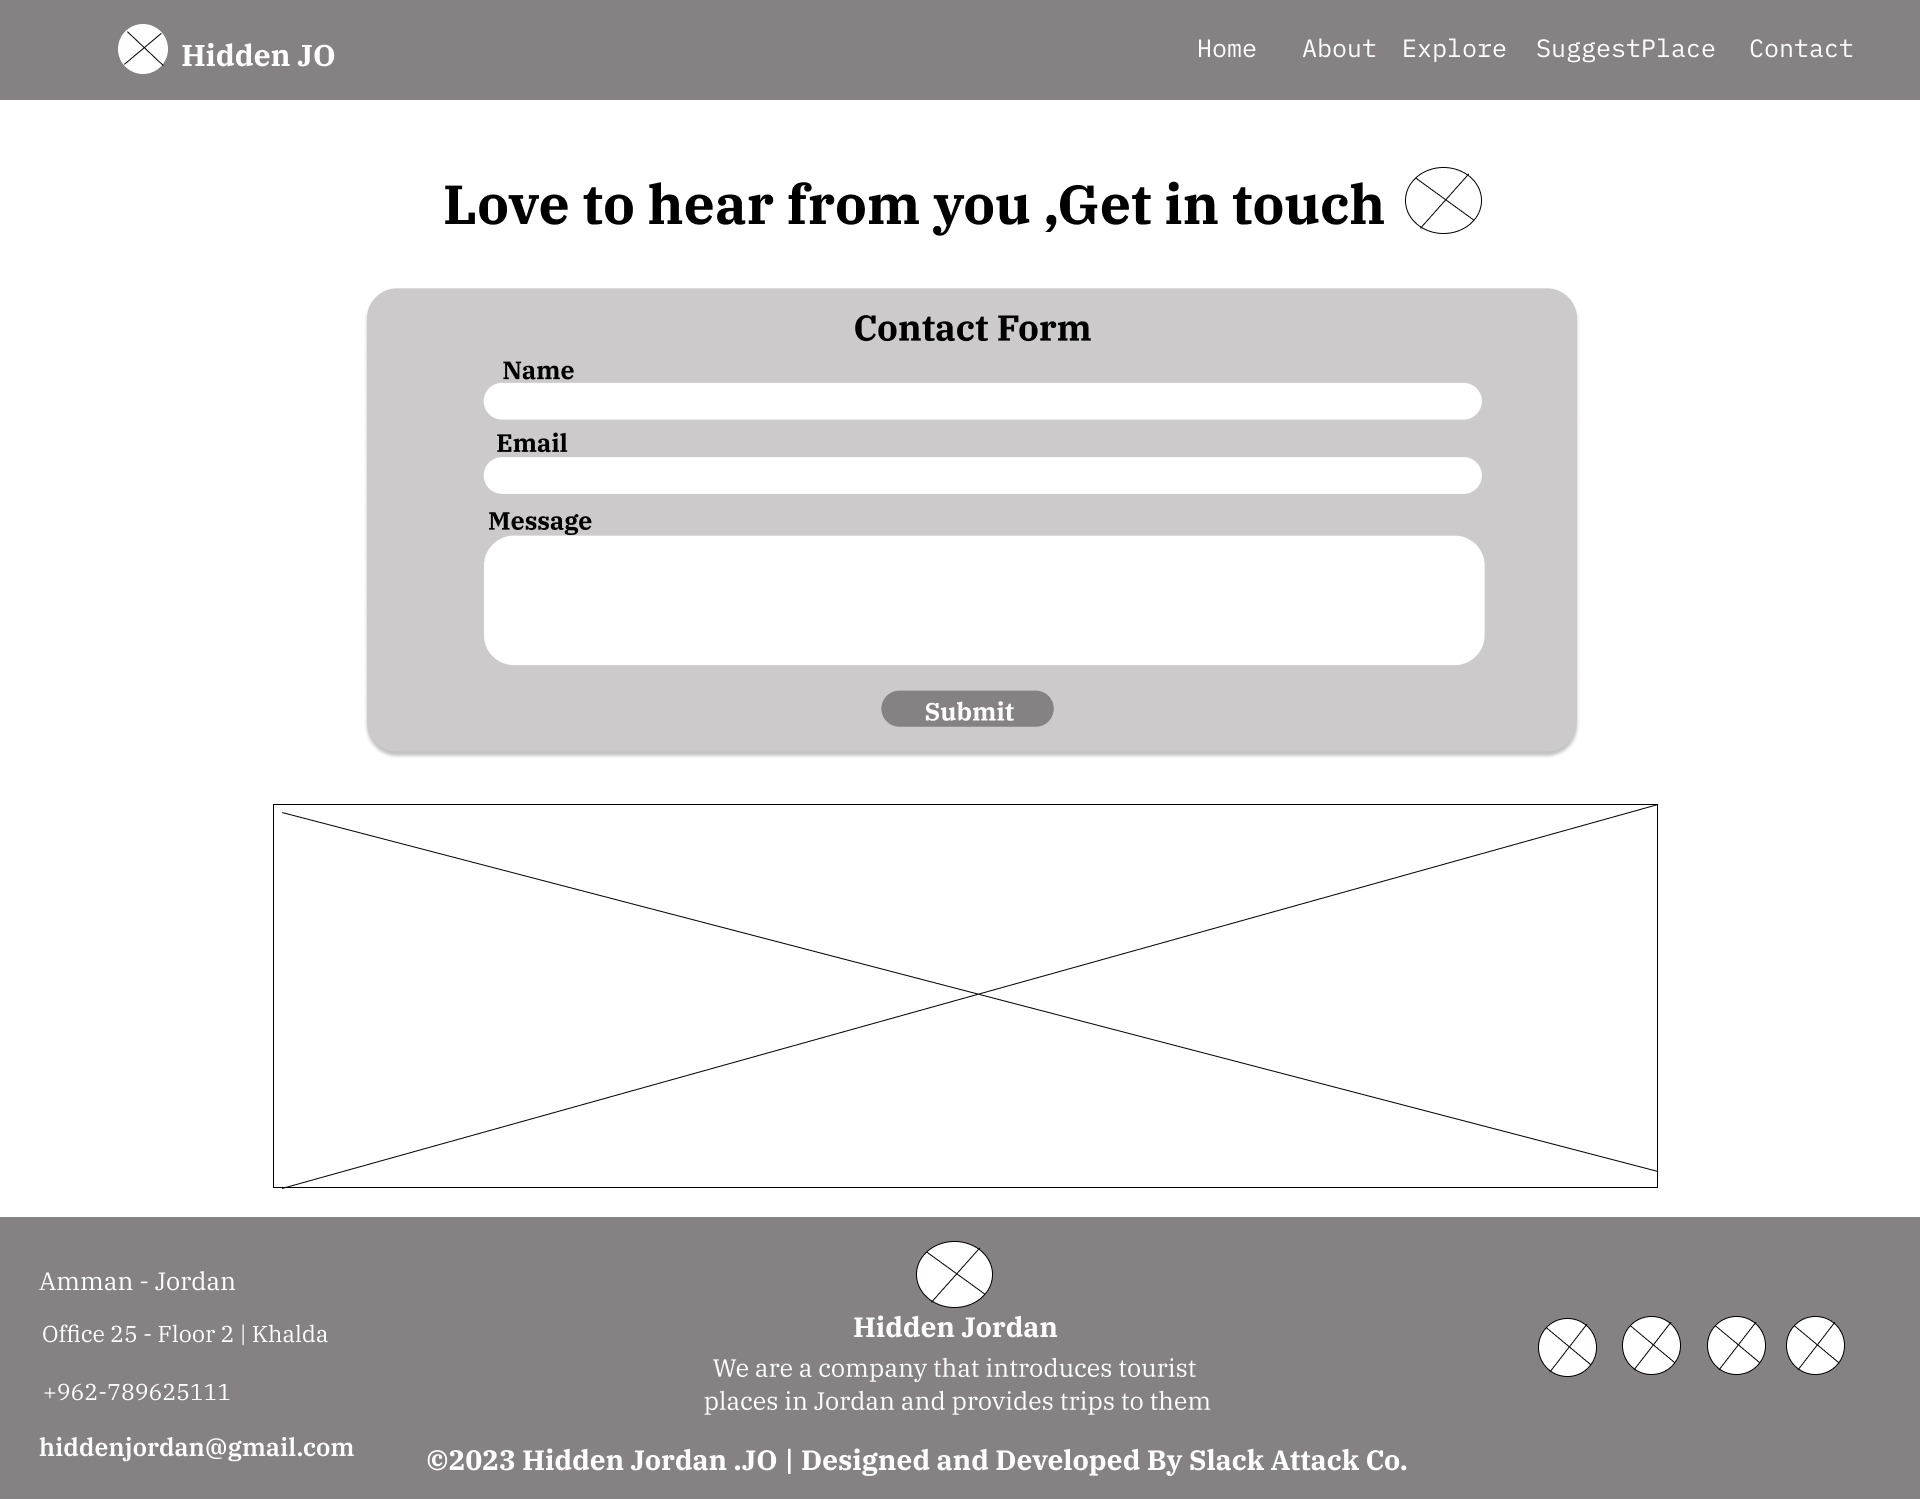 Hidden JO
Home About Explore SuggestPlace Contact
Love to hear from you ,Get in touch
Contact Form
Name
Email
Message
Submit
Amman - Jordan
Office 25 - Floor 2 | Khalda
+962-789625111
hiddenjordan@gmail.com
Hidden Jordan
We are a company that introduces tourist
places in Jordan and provides trips to them
©2023 Hidden Jordan .JO | Designed and Developed By Slack Attack Co.